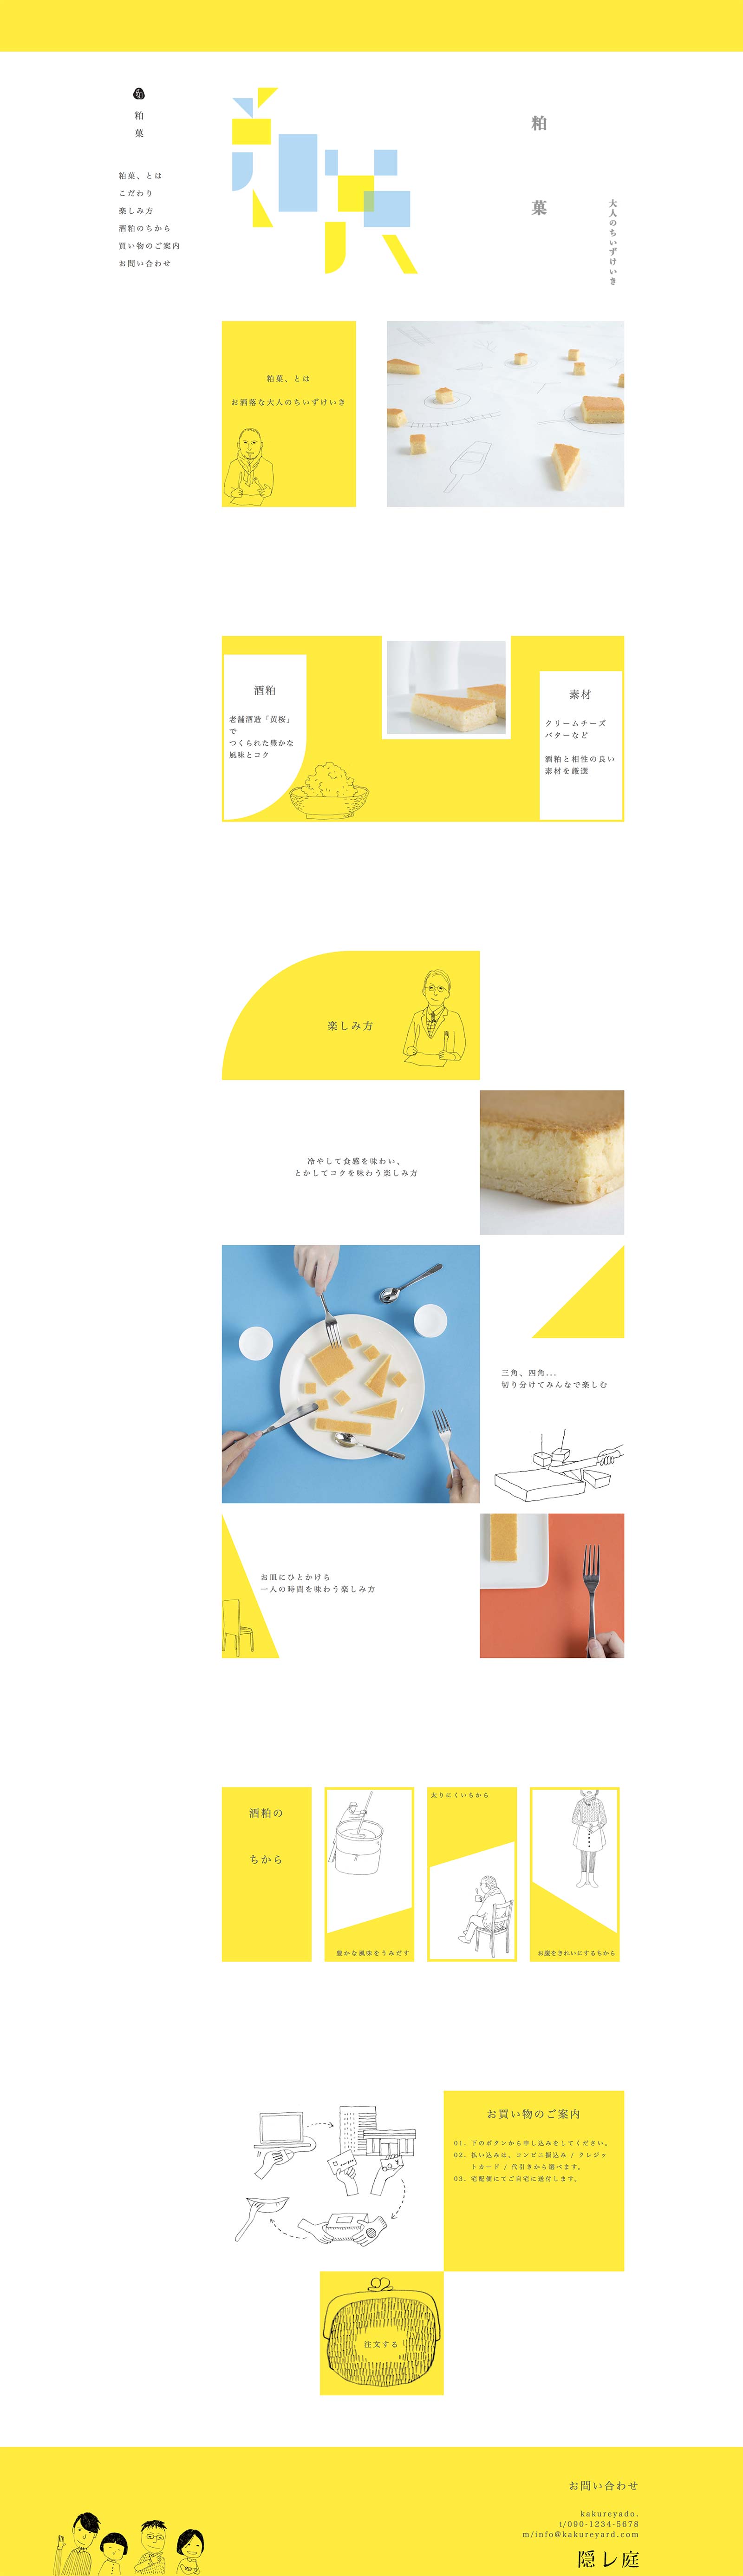 粕
菓
粕菓、とは
こだわり
楽しみ方
酒粕のちから
買い物のご案内
お問い合わせ
粕
菓
大人のちいずけいき
粕菓、とは
お洒落な大人のちいずけいき
酒粕
老舗酒造「黄桜」
で
つくられた豊かな
風味とコク
素材
クリームチーズ
バターなど
酒粕と相性の良い
素材を厳選
楽しみ方
冷やして食感を味わい、
とかしてコクを味わう楽しみ方
三角、四角...
切り分けてみんなで楽しむ
お皿にひとかけら
一人の時間を味わう楽しみ方
酒粕の
ちから
豊かな風味をうみだす
太りにくいちから
お腹をきれいにするちから
お買い物のご案内
01. 下のボタンから申し込みをしてください。
02. 払い込みは、コンビニ振込み / クレジッ
トカード / 代引きから選べます。
03. 宅配便にてご自宅に送付します。
注文する
お問い合わせ
kakureyado.
t/090-1234-5678
m/info@kakureyard.com
隠レ庭